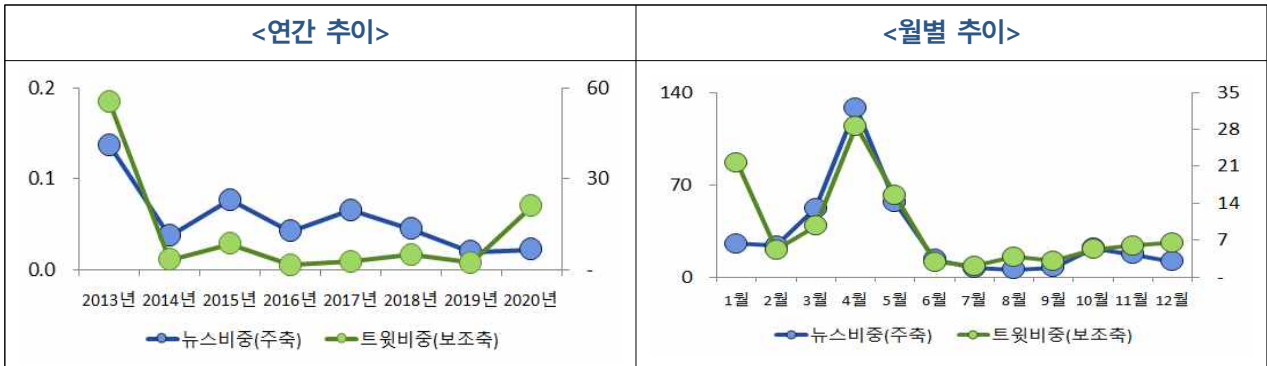 <연간 추이>
<월별 추이>
0.2
0.1
0.0
60
30
-
2013년 2014년 2015년 2016년 2017년 2018년 2019년 2020년
뉴스비중(주축) 트윗비중(보조축)
140
70
0
35
28
21
14
7
-
1월 2월 3월 4월 5월 6월 7월 8월 9월 10월 11월 12월
뉴스비중(주축) 트윗비중(보조축)